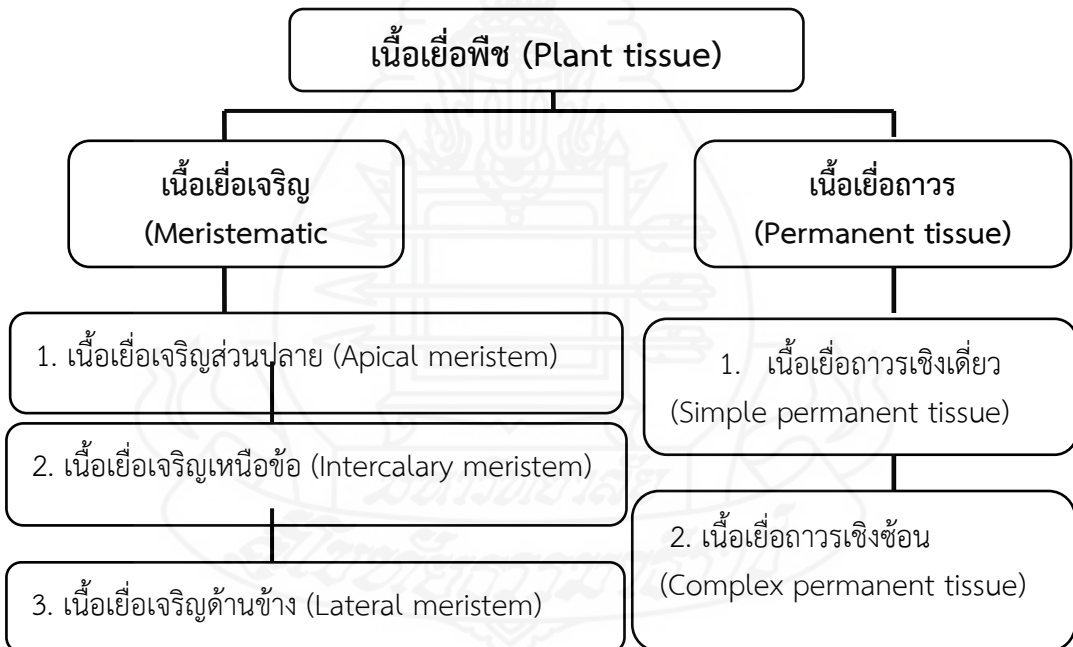 เนื้อเยื่อพืช (Plant tissue)
เนื้อเยื่อเจริญ
(Meristematic
เนื้อเยื่อถาวร
(Permanent tissue)
1. เนื้อเยื่อเจริญส่วนปลาย (Apical meristem)
2. เนื้อเยื่อเจริญเหนือข้อ (Intercalary meristem)
3. เนื้อเยื่อเจริญด้านข้าง (Lateral meristem)
1. เนื้อเยื่อถาวรเชิงเดี่ยว
(Simple permanent tissue)
2. เนื้อเยื่อถาวรเชิงซ้อน
(Complex permanent tissue)